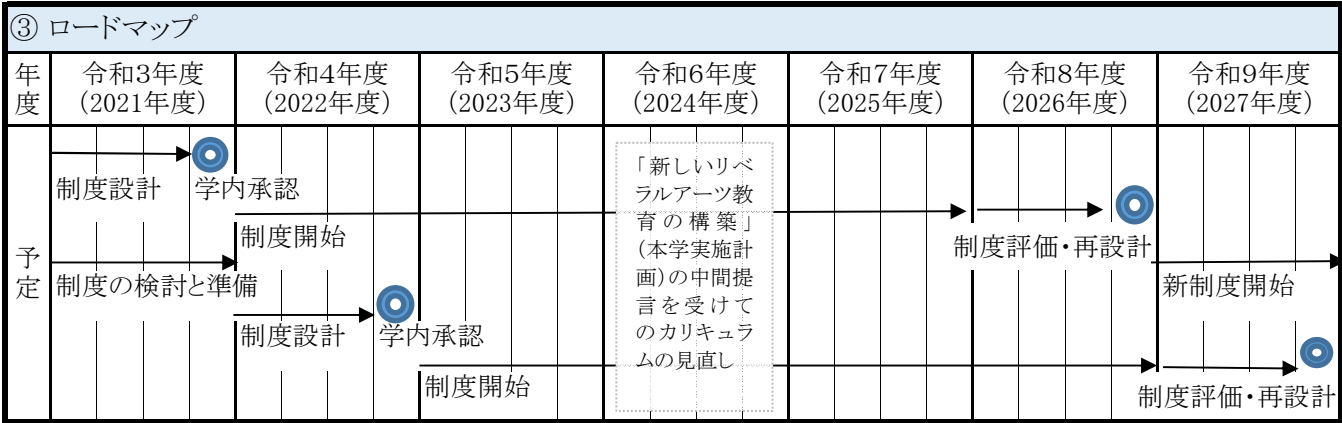 ③ ロードマップ
年度
令和3年度
(2021年度)
令和4年度
(2022年度)
令和5年度
(2023年度)
令和6年度
(2024年度)
令和7年度
(2025年度)
令和8年度
(2026年度)
令和9年度
(2027年度)
予定
制度設計
学内承認
制度開始
制度の検討と準備
制度設計
学内承認
制度開始
「新しいリベ
ラルアーツ教
育の構築」
(本学実施計
画)の中間提
言を受けて
のカリキュラ
ムの見直し
制度評価・再設計
新制度開始
制度評価・再設計